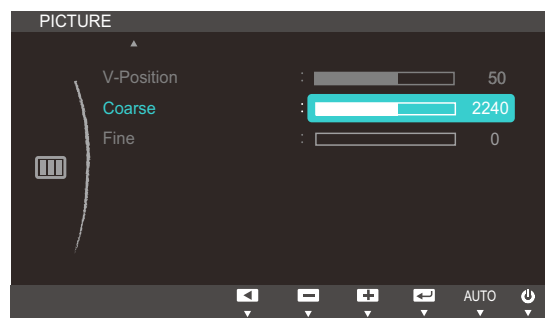 PICTURE
V-Position : 50
Coarse : 2240
Fine : 0
AUTO